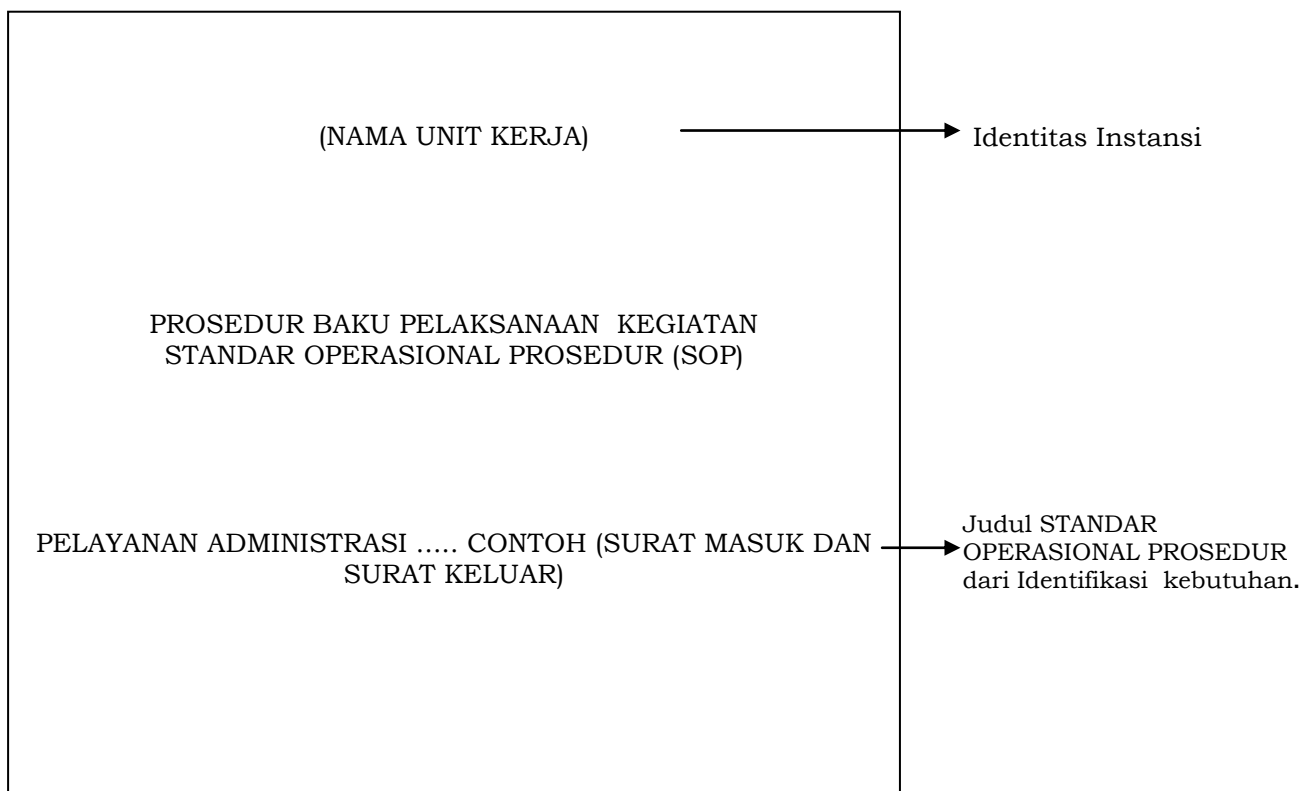 (NAMA UNIT KERJA)
Identitas Instansi
PROSEDUR BAKU PELAKSANAAN KEGIATAN
STANDAR OPERASIONAL PROSEDUR (SOP)
PELAYANAN ADMINISTRASI ..... CONTOH (SURAT MASUK DAN
SURAT KELUAR)
Judul STANDAR
OPERASIONAL PROSEDUR
dari Identifikasi kebutuhan.